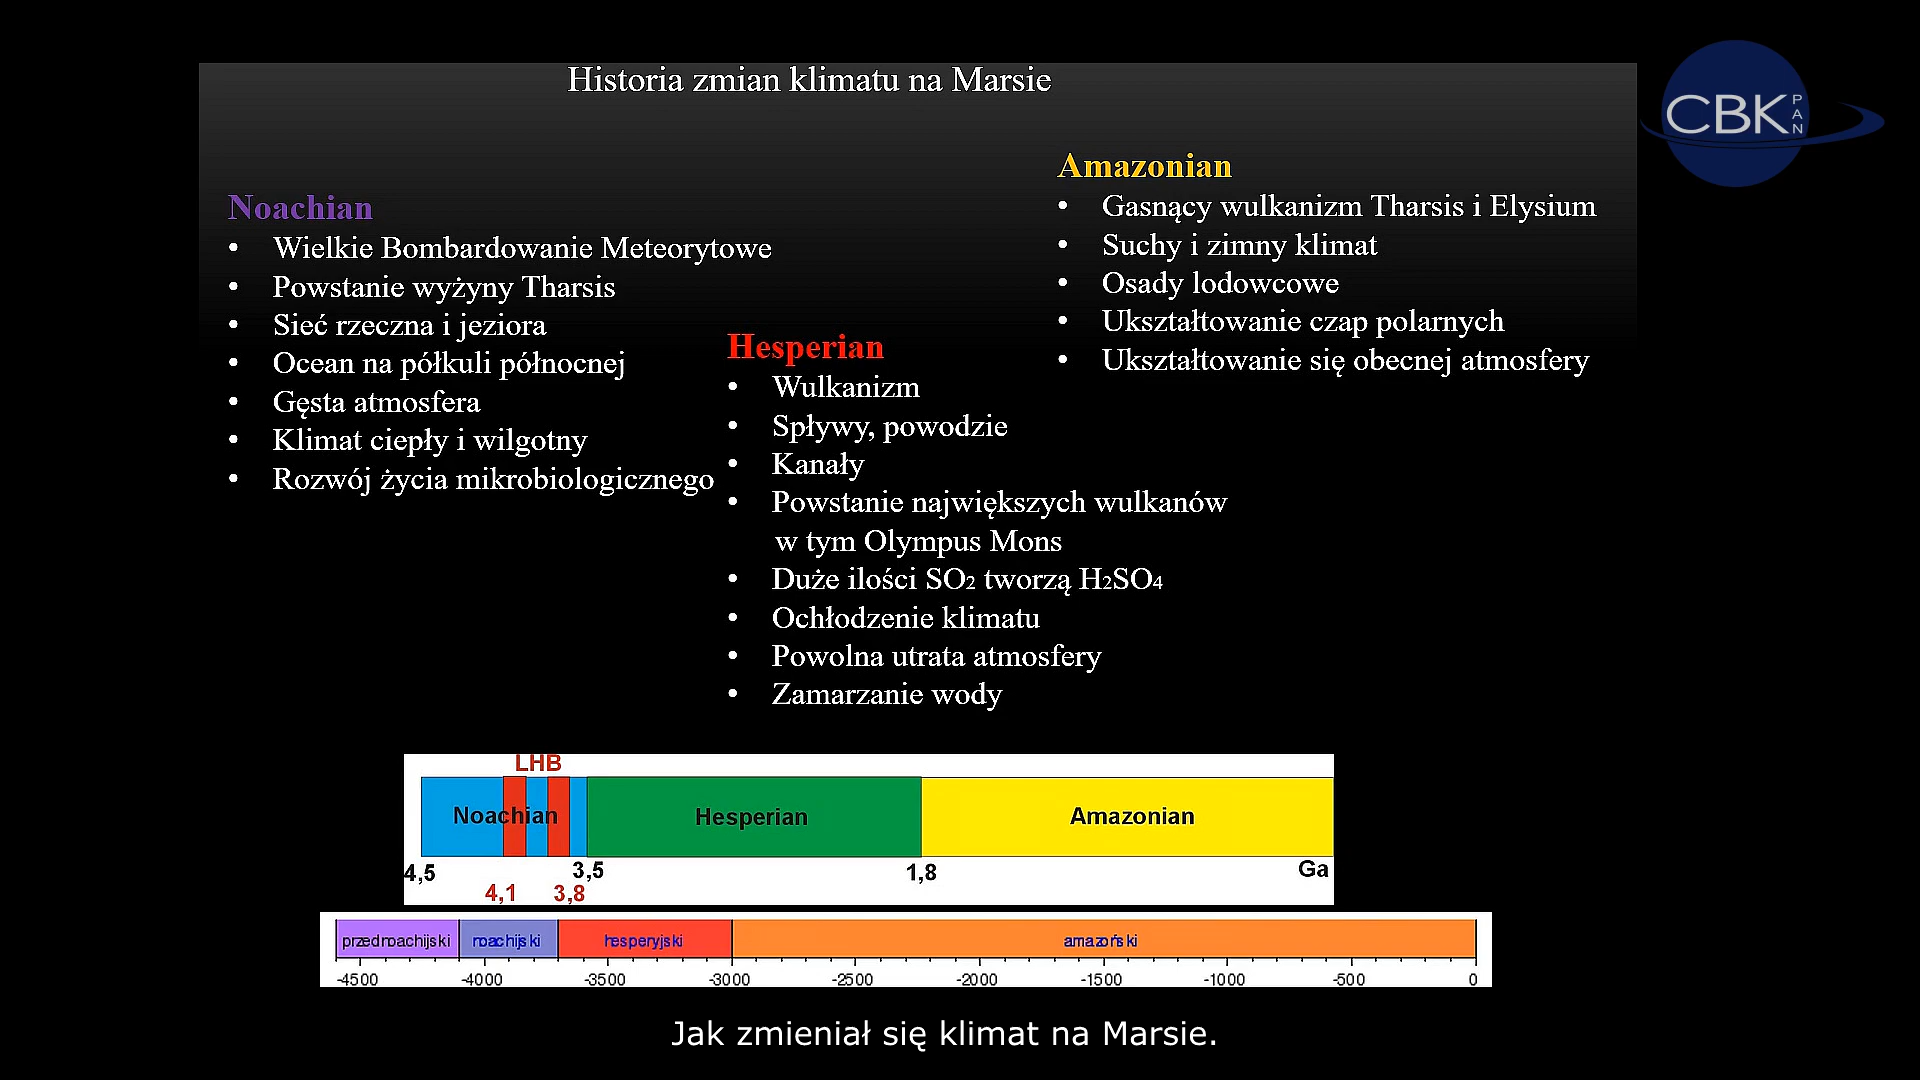 Historia zmian klimatu na Marsie
CBK PAN
Noachian
• Wielkie Bombardowanie Meteorytowe
• Powstanie wyżyny Tharsis
• Sieć rzeczna i jeziora
• Ocean na półkuli północnej
• Gęsta atmosfera
• Klimat ciepły i wilgotny
• Rozwój życia mikrobiologicznego
Hesperian
• Wulkanizm
• Spływy, powodzie
• Kanały
• Powstanie największych wulkanów
w tym Olympus Mons
• Duże ilości SO₂ tworzą H₂SO₄
• Ochłodzenie klimatu
• Powolna utrata atmosfery
• Zamarzanie wody
Amazonian
• Gasnący wulkanizm Tharsis i Elysium
• Suchy i zimny klimat
• Osady lodowcowe
• Ukształtowanie czap polarnych
• Ukształtowanie się obecnej atmosfery
LHB
Noachian Hesperian Amazonian
4,5 3,5 1,8 Ga
4,1 3,8
przednoachijski noachijski hesperyjski amazoński
-4500 -4000 -3500 -3000 -2500 -2000 -1500 -1000 -500 0
Jak zmieniał się klimat na Marsie.